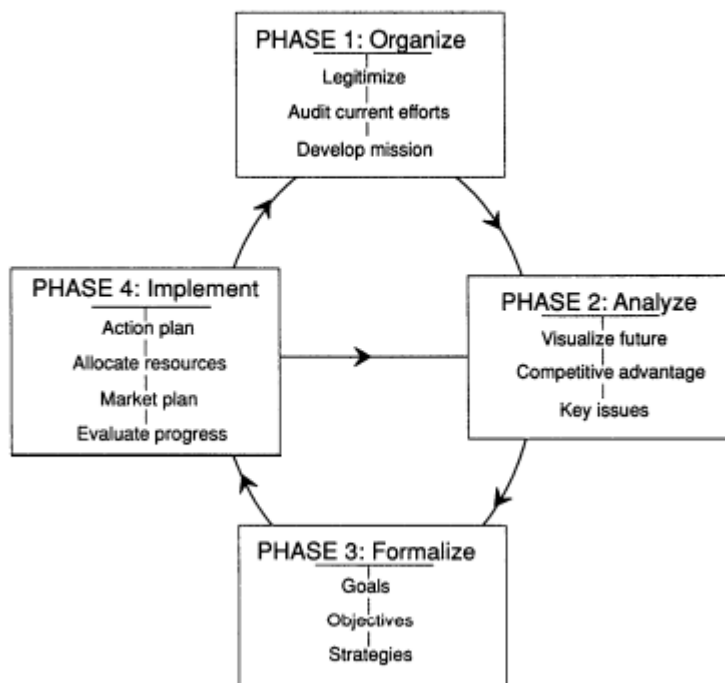 PHASE 1: Organize
Legitimize
Audit current efforts
Develop mission
PHASE 2: Analyze
Visualize future
Competitive advantage
Key issues
PHASE 3: Formalize
Goals
Objectives
Strategies
PHASE 4: Implement
Action plan
Allocate resources
Market plan
Evaluate progress